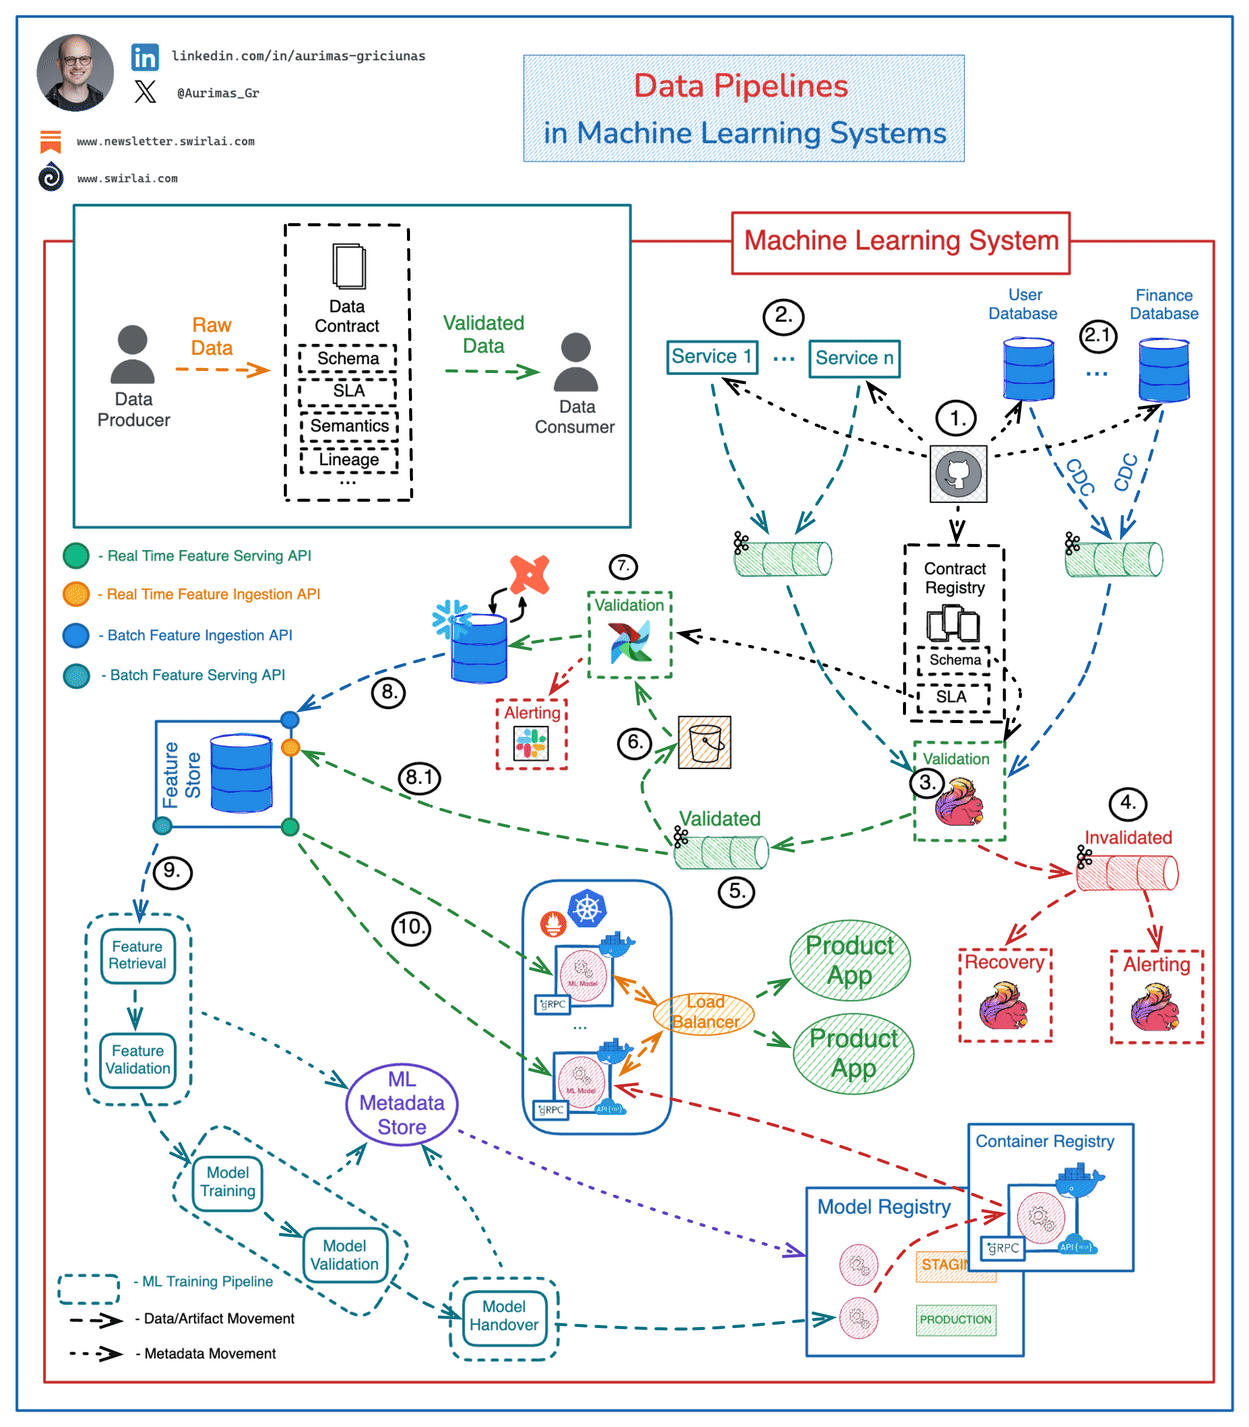 linkedin.com/in/aurimas-griciunas
@Aurimas_Gr
www.newsletter.swirlai.com
www.swirlai.com
Data Pipelines
in Machine Learning Systems
Machine Learning System
Data
Producer
Raw
Data
Data
Contract
Schema
SLA
Semantics
Lineage
...
Validated
Data
Data
Consumer
2.
Service 1
...
Service n
User
Database
2.1
...
Finance
Database
1.
CDC
CDC
Contract
Registry
Schema
SLA
- Real Time Feature Serving API
- Real Time Feature Ingestion API
- Batch Feature Ingestion API
- Batch Feature Serving API
7.
Validation
Alerting
8.
6.
8.1
Feature
Store
Validation
3.
4.
Invalidated
Validated
5.
Recovery
Alerting
9.
10.
Feature
Retrieval
Feature
Validation
ML Model
gRPC
...
ML Model
gRPC
API
Load
Balancer
Product
App
Product
App
ML
Metadata
Store
Model
Training
Model
Validation
Model
Handover
Container Registry
gRPC
API
Model Registry
STAGIN
PRODUCTION
- ML Training Pipeline
- Data/Artifact Movement
- Metadata Movement